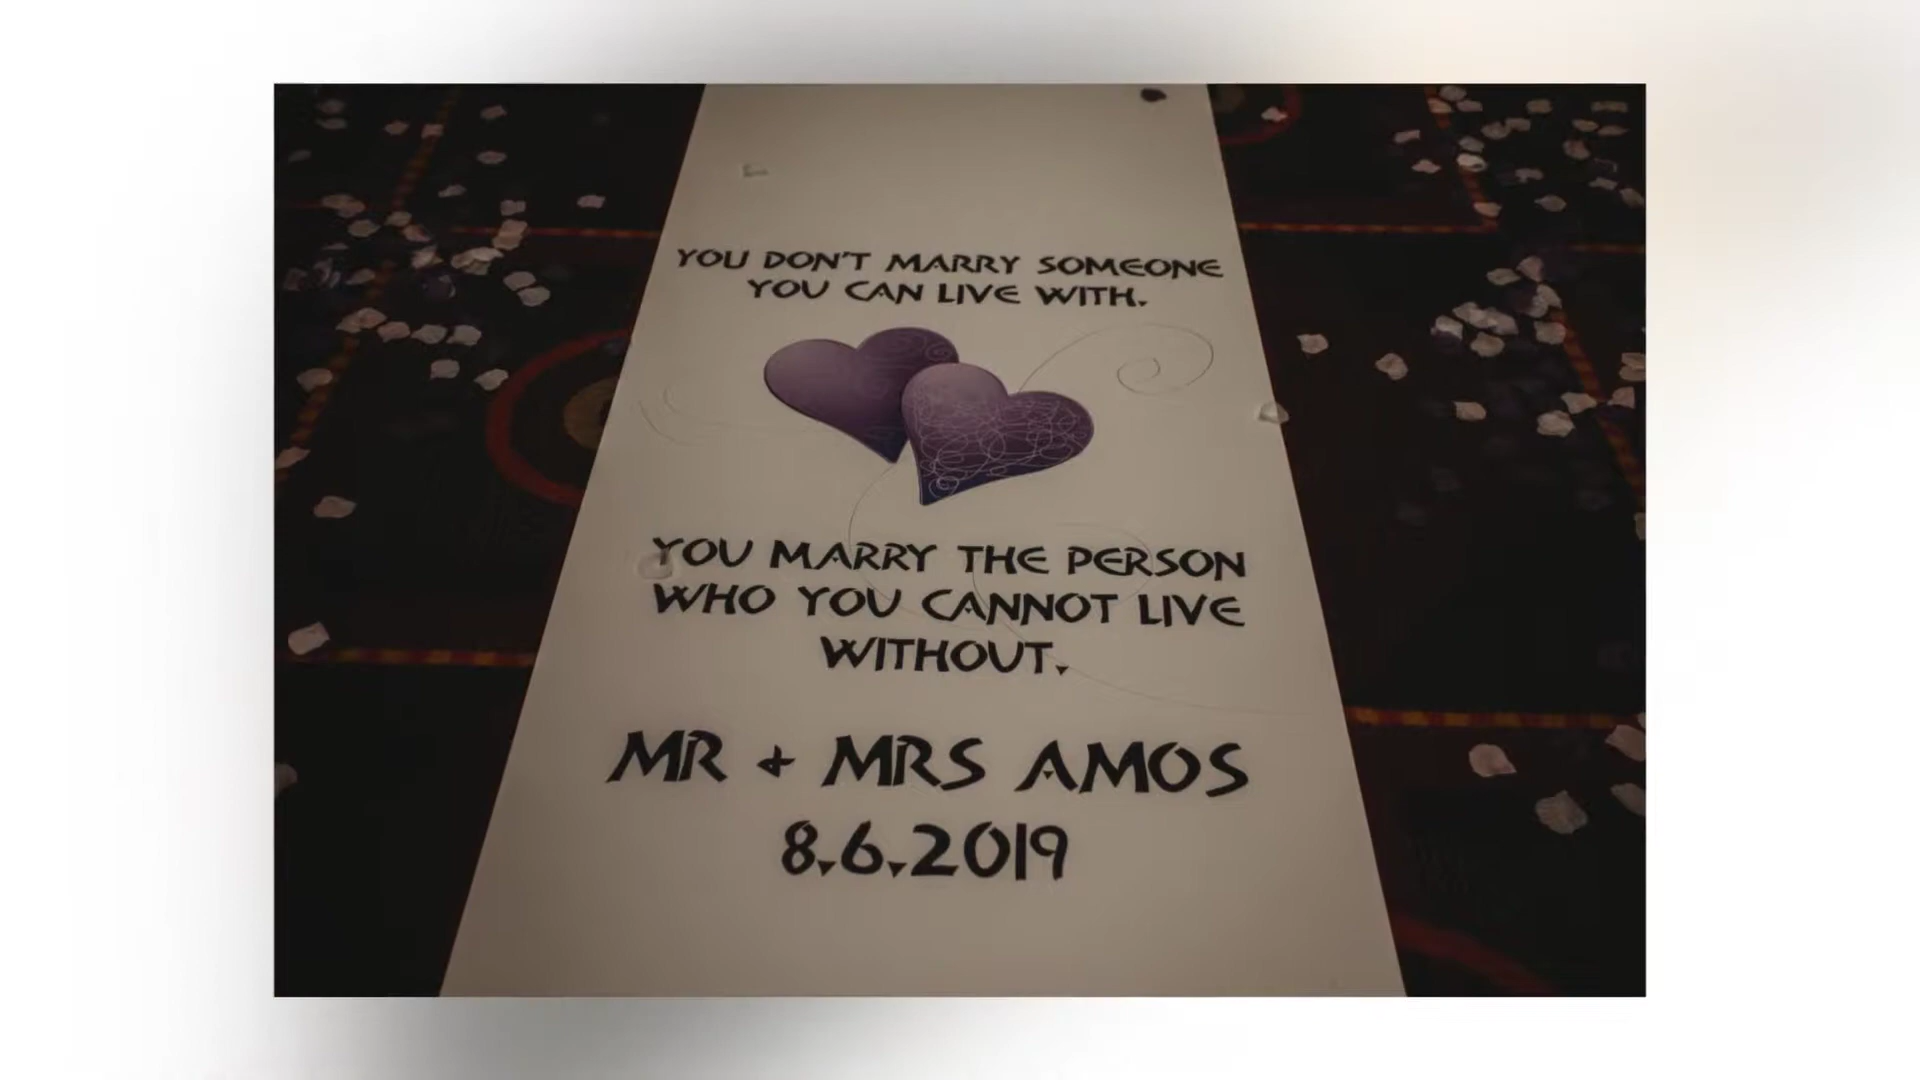 YOU DON'T MARRY SOMEONE
YOU CAN LIVE WITH.
YOU MARRY THE PERSON
WHO YOU CANNOT LIVE
WITHOUT.
MR + MRS AMOS
8.6.2019